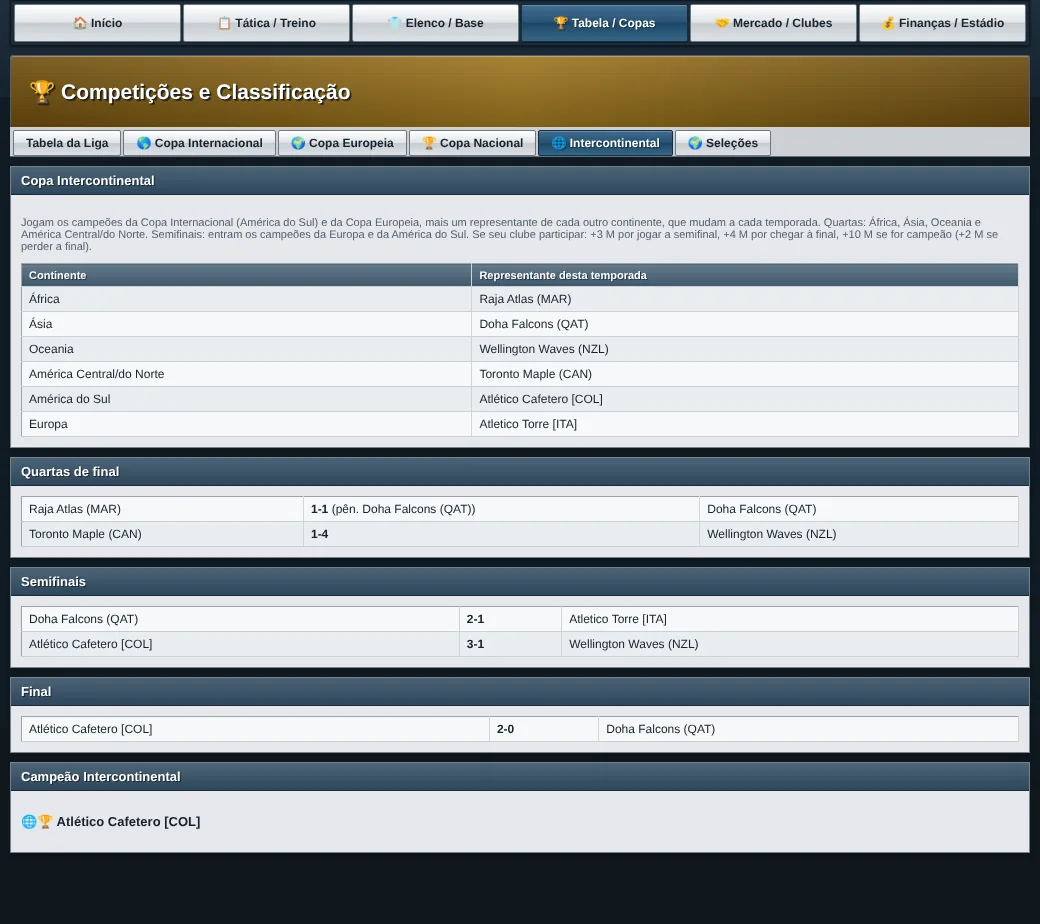 Início
Tática / Treino
Elenco / Base
Tabela / Copas
Mercado / Clubes
Finanças / Estádio
Competições e Classificação
Tabela da Liga
Copa Internacional
Copa Europeia
Copa Nacional
Intercontinental
Seleções
Copa Intercontinental
Jogam os campeões da Copa Internacional (América do Sul) e da Copa Europeia, mais um representante de cada outro continente, que mudam a cada temporada. Quartas: África, Ásia, Oceania e
América Central/do Norte. Semifinais: entram os campeões da Europa e da América do Sul. Se seu clube participar: +3 M por jogar a semifinal, +4 M por chegar à final, +10 M se for campeão (+2 M se
perder a final).
Continente Representante desta temporada
África Raja Atlas (MAR)
Ásia Doha Falcons (QAT)
Oceania Wellington Waves (NZL)
América Central/do Norte Toronto Maple (CAN)
América do Sul Atlético Cafetero [COL]
Europa Atletico Torre [ITA]
Quartas de final
Raja Atlas (MAR) 1-1 (pên. Doha Falcons (QAT)) Doha Falcons (QAT)
Toronto Maple (CAN) 1-4 Wellington Waves (NZL)
Semifinais
Doha Falcons (QAT) 2-1 Atletico Torre [ITA]
Atlético Cafetero [COL] 3-1 Wellington Waves (NZL)
Final
Atlético Cafetero [COL] 2-0 Doha Falcons (QAT)
Campeão Intercontinental
Atlético Cafetero [COL]